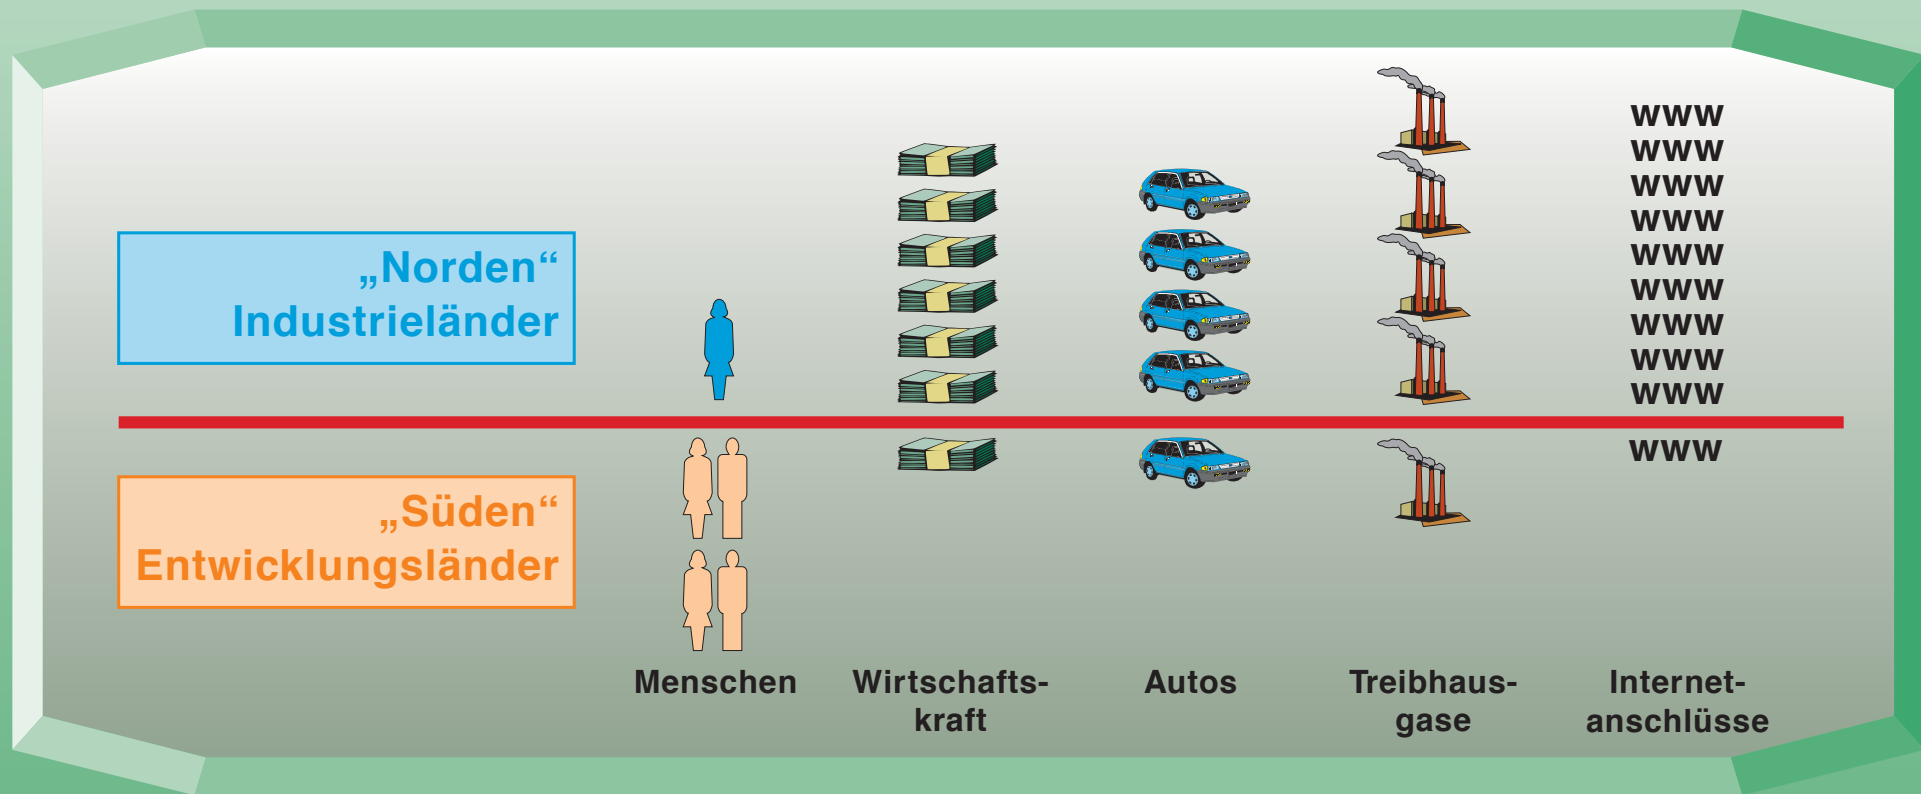 „Norden“
Industrieländer
www
www
www
www
www
www
www
www
www
www
„Süden“
Entwicklungsländer
Menschen
Wirtschafts-
kraft
Autos
Treibhaus-
gase
Internet-
anschlüsse